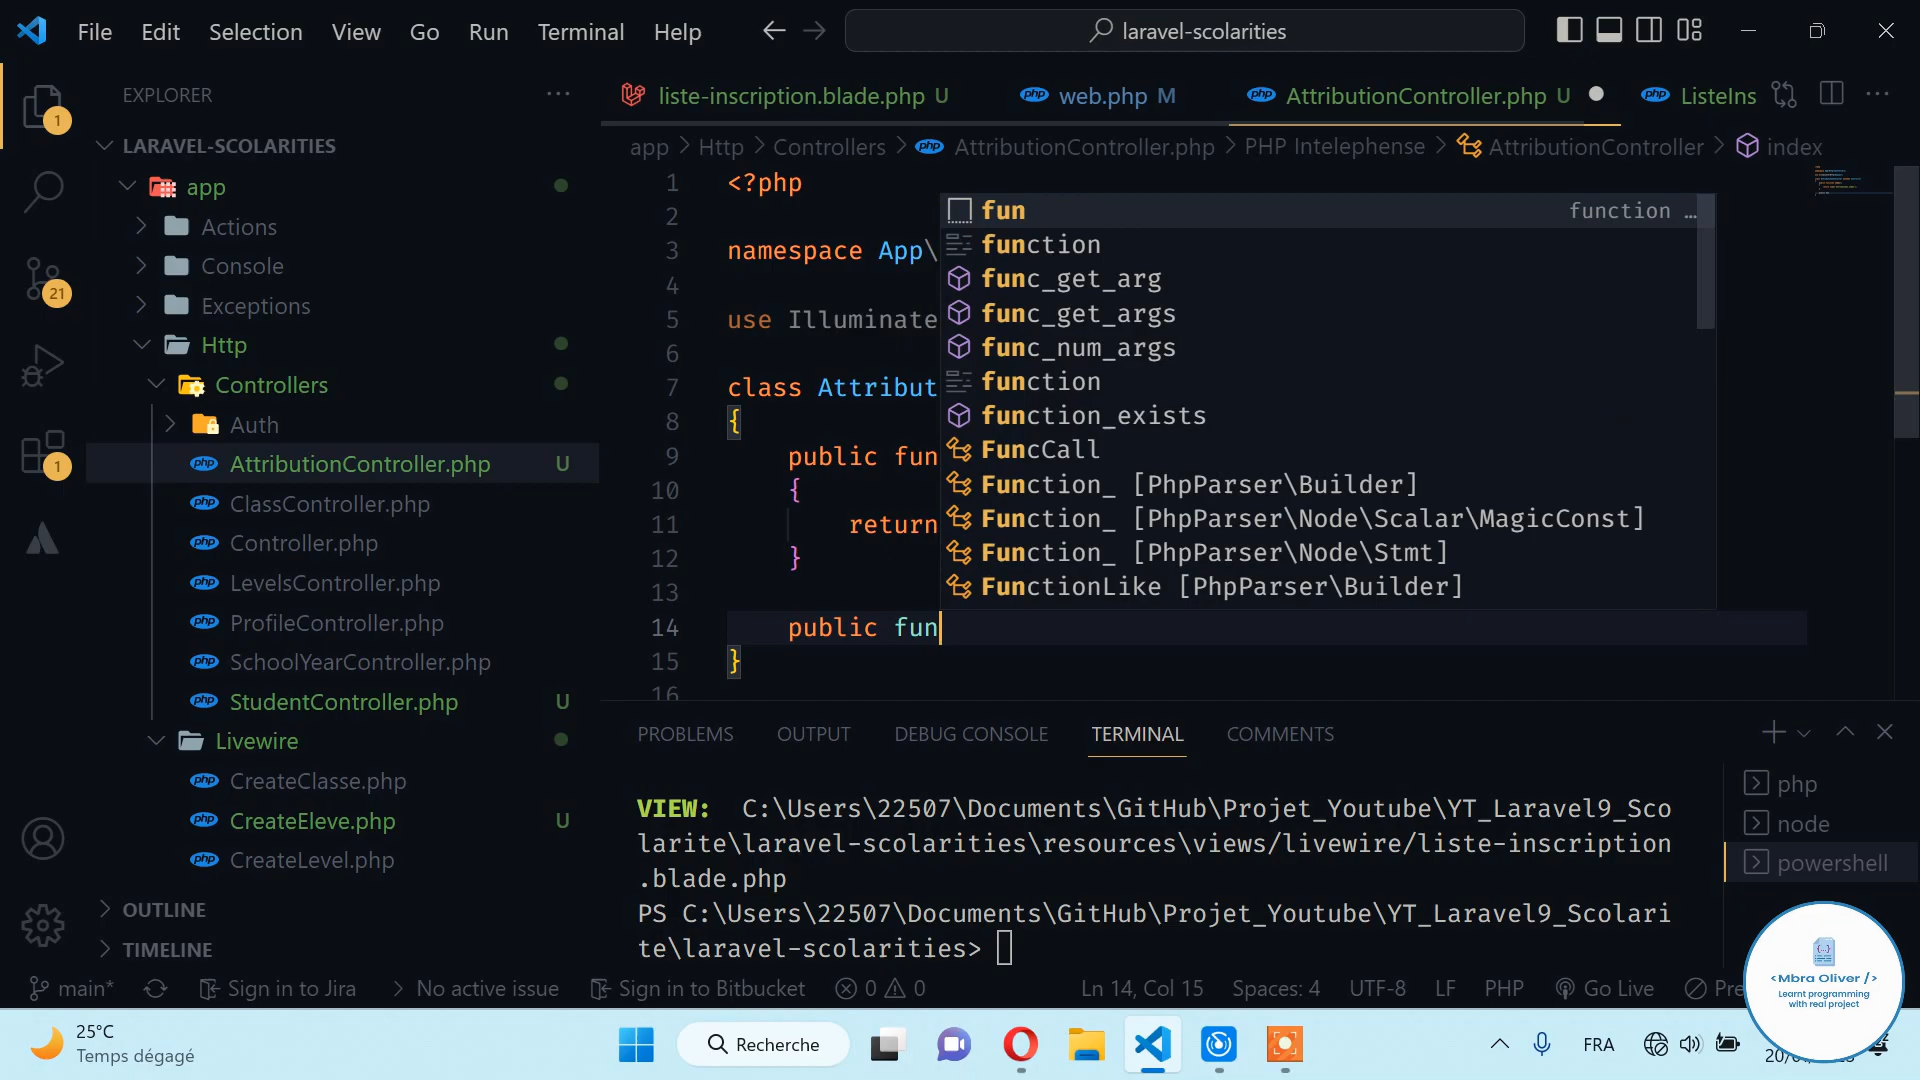 File Edit Selection View Go Run Terminal Help
laravel-scolarities
EXPLORER
LARAVEL-SCOLARITIES
app
Actions
Console
Exceptions
Http
Controllers
Auth
AttributionController.php U
ClassController.php
Controller.php
LevelsController.php
ProfileController.php
SchoolYearController.php
StudentController.php U
Livewire
CreateClasse.php
CreateEleve.php U
CreateLevel.php
OUTLINE
TIMELINE
1
21
1
liste-inscription.blade.php U
php web.php M
php AttributionController.php U
php ListeIns
app > Http > Controllers > php AttributionController.php > PHP Intelephense > AttributionController > index
1 <?php
2
3 namespace App\
4
5 use Illuminate
6
7 class Attribut
8 {
9 public fun
10 {
11 return
12 }
13
14 public fun
15 }
16
fun function …
function
func_get_arg
func_get_args
func_num_args
function
function_exists
FuncCall
Function_ [PhpParser\Builder]
Function_ [PhpParser\Node\Scalar\MagicConst]
Function_ [PhpParser\Node\Stmt]
FunctionLike [PhpParser\Builder]
PROBLEMS OUTPUT DEBUG CONSOLE TERMINAL COMMENTS
VIEW: C:\Users\22507\Documents\GitHub\Projet_Youtube\YT_Laravel9_Sco
larite\laravel-scolarities\resources\views/livewire/liste-inscription
.blade.php
PS C:\Users\22507\Documents\GitHub\Projet_Youtube\YT_Laravel9_Scolari
te\laravel-scolarities>
php
node
powershell
main* Sign in to Jira No active issue Sign in to Bitbucket 0 0 Ln 14, Col 15 Spaces: 4 UTF-8 LF PHP Go Live Pre
<Mbra Oliver />
Learnt programming
with real project
25°C
Temps dégagé
Recherche
FRA